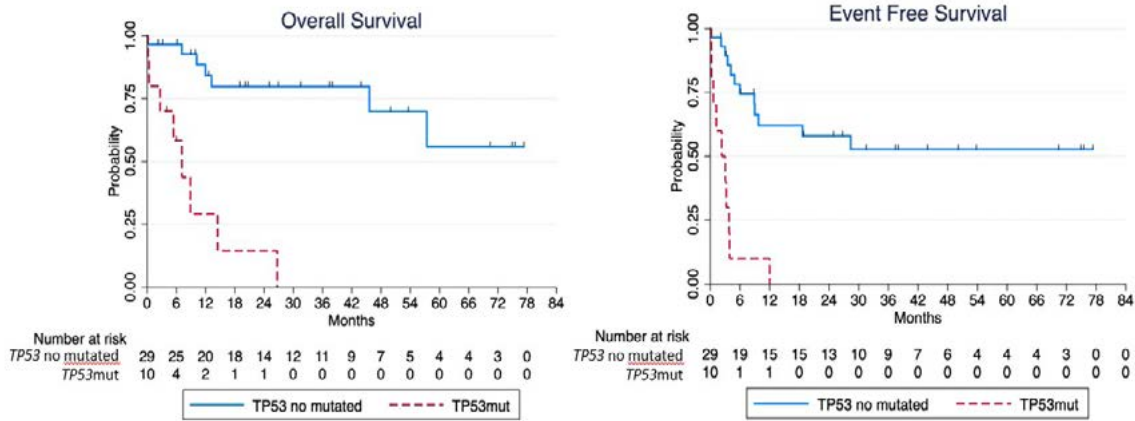 Overall Survival
1.00
0.75
0.50
0.25
0.00
Probability
0 6 12 18 24 30 36 42 48 54 60 66 72 78 84
Months
Number at risk
TP53 no mutated 29 25 20 18 14 12 11 9 7 5 4 4 3 0
TP53mut 10 4 2 1 1 0 0 0 0 0 0 0 0 0
TP53 no mutated TP53mut
Event Free Survival
1.00
0.75
0.50
0.25
0.00
Probability
0 6 12 18 24 30 36 42 48 54 60 66 72 78 84
Months
Number at risk
TP53 no mutated 29 19 15 15 13 10 9 7 6 4 4 4 3 0 0
TP53mut 10 1 1 0 0 0 0 0 0 0 0 0 0 0 0
TP53 no mutated TP53mut